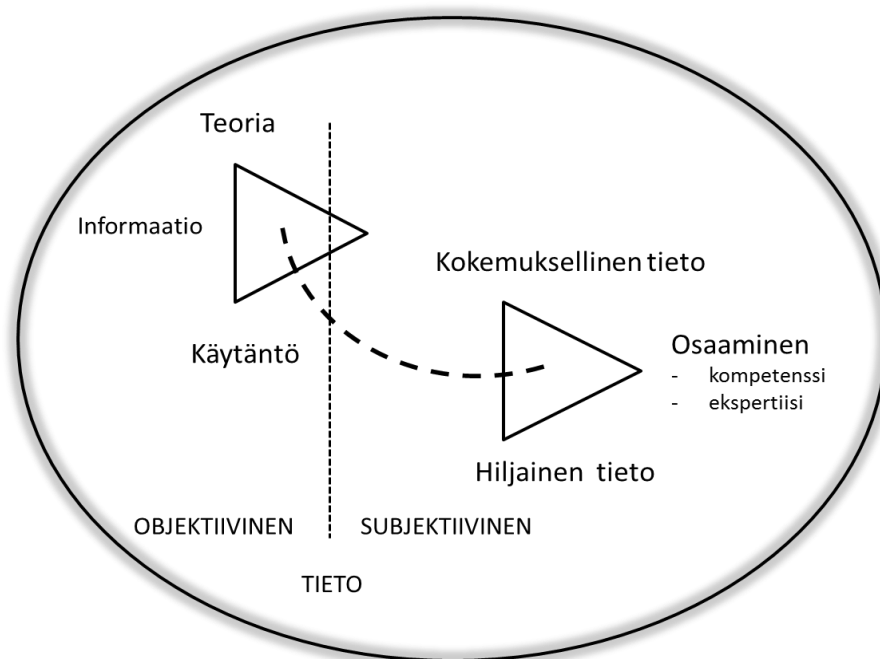 Teoria
Informaatio
Käytäntö
Kokemuksellinen tieto
Osaaminen
- kompetenssi
- ekspertiisi
Hiljainen tieto
OBJEKTIIVINEN
SUBJEKTIIVINEN
TIETO